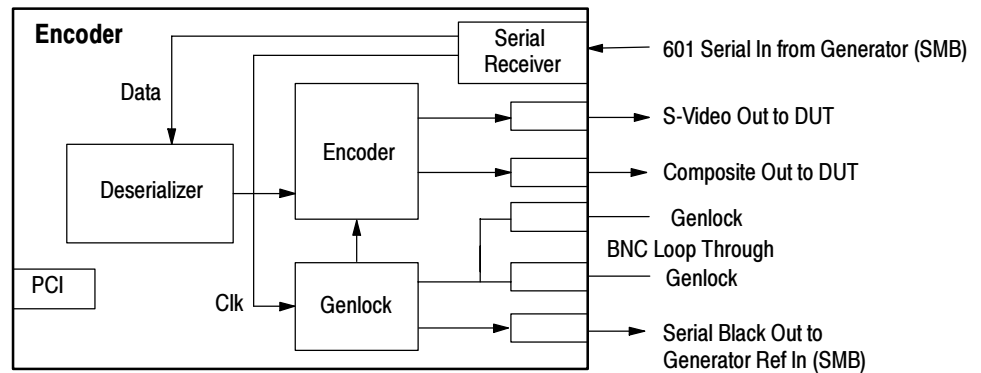 Encoder
Serial
Receiver
601 Serial In from Generator (SMB)
Data
S-Video Out to DUT
Encoder
Composite Out to DUT
Deserializer
Genlock
BNC Loop Through
Genlock
PCI
Clk
Genlock
Serial Black Out to
Generator Ref In (SMB)